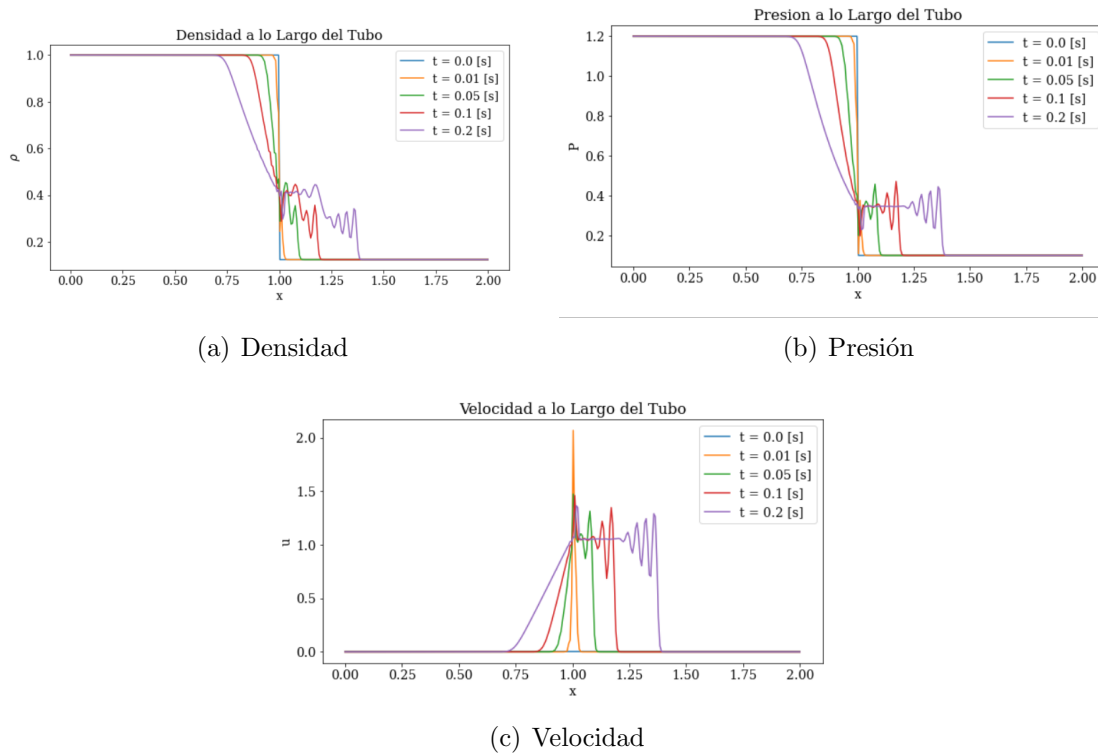 Densidad a lo Largo del Tubo
1.0
0.8
0.6
0.4
0.2
ρ
t = 0.0 [s]
t = 0.01 [s]
t = 0.05 [s]
t = 0.1 [s]
t = 0.2 [s]
0.00 0.25 0.50 0.75 1.00 1.25 1.50 1.75 2.00
x
(a) Densidad
Presion a lo Largo del Tubo
1.2
1.0
0.8
0.6
0.4
0.2
P
t = 0.0 [s]
t = 0.01 [s]
t = 0.05 [s]
t = 0.1 [s]
t = 0.2 [s]
0.00 0.25 0.50 0.75 1.00 1.25 1.50 1.75 2.00
x
(b) Presión
Velocidad a lo Largo del Tubo
2.0
1.5
1.0
0.5
0.0
u
t = 0.0 [s]
t = 0.01 [s]
t = 0.05 [s]
t = 0.1 [s]
t = 0.2 [s]
0.00 0.25 0.50 0.75 1.00 1.25 1.50 1.75 2.00
x
(c) Velocidad